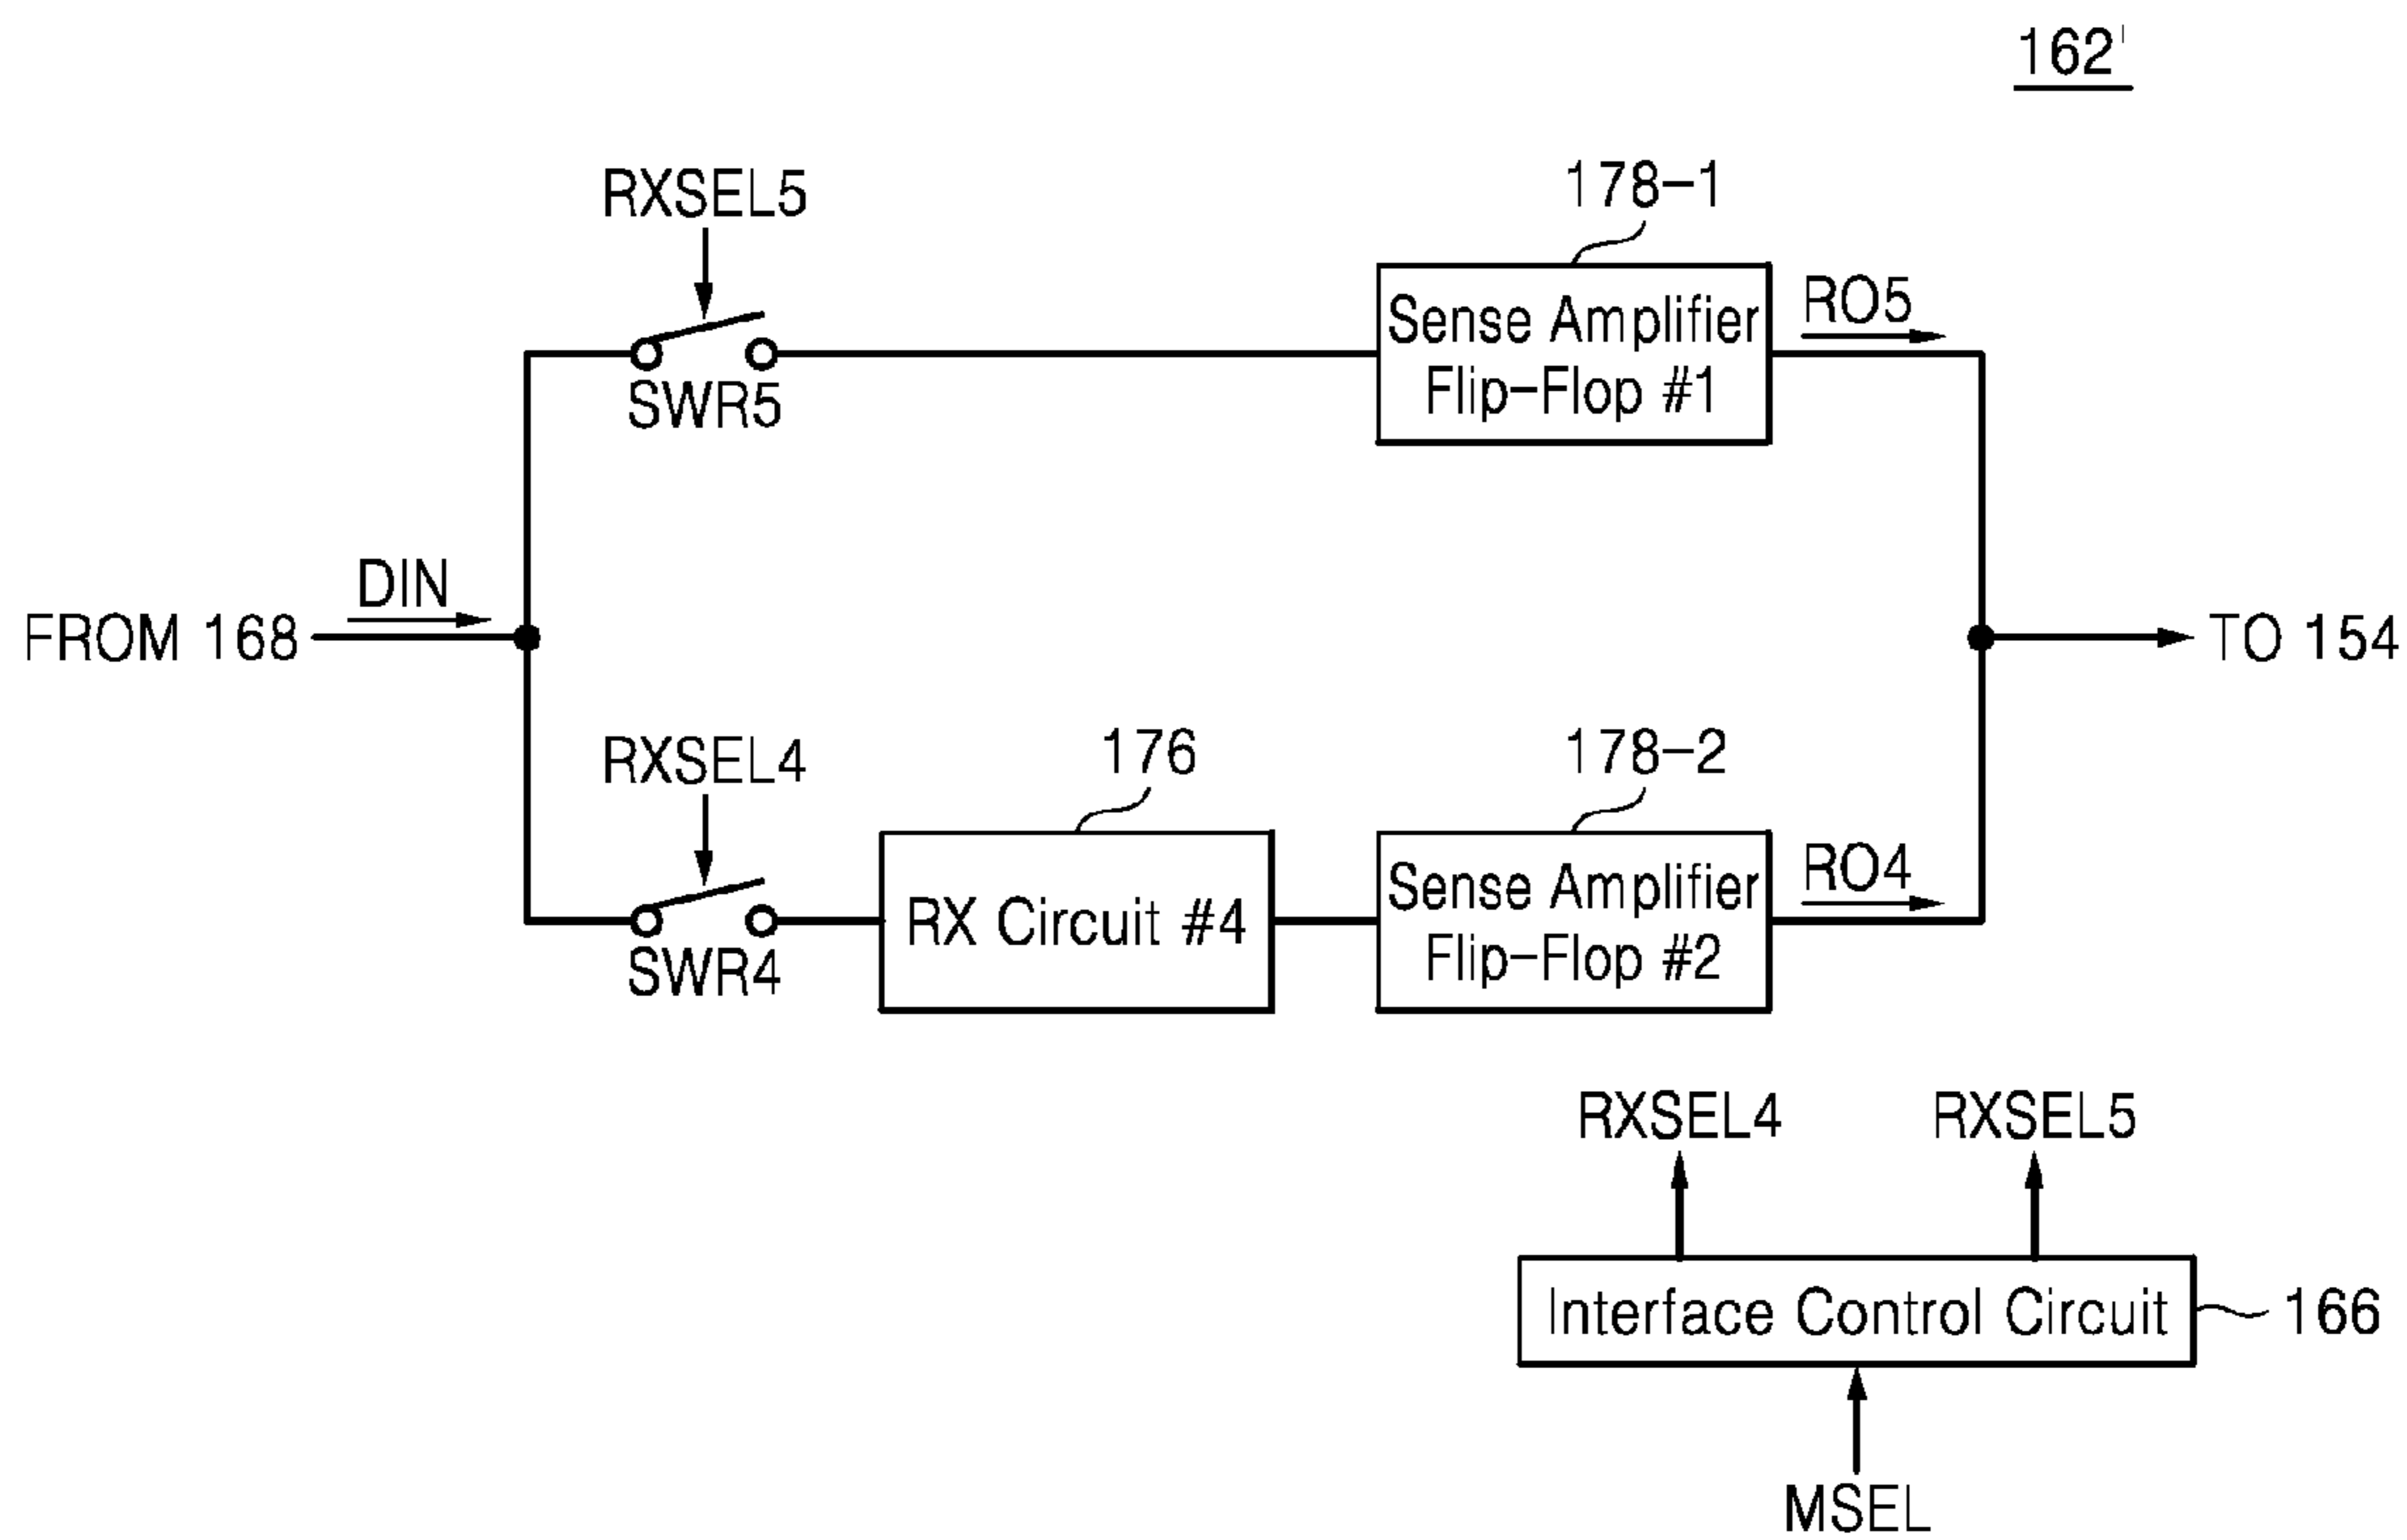 162'
RXSEL5
178-1
SWR5
Sense Amplifier
Flip-Flop #1
RO5
FROM 168
DIN
TO 154
RXSEL4
176
178-2
SWR4
RX Circuit #4
Sense Amplifier
Flip-Flop #2
RO4
RXSEL4
RXSEL5
Interface Control Circuit
166
MSEL